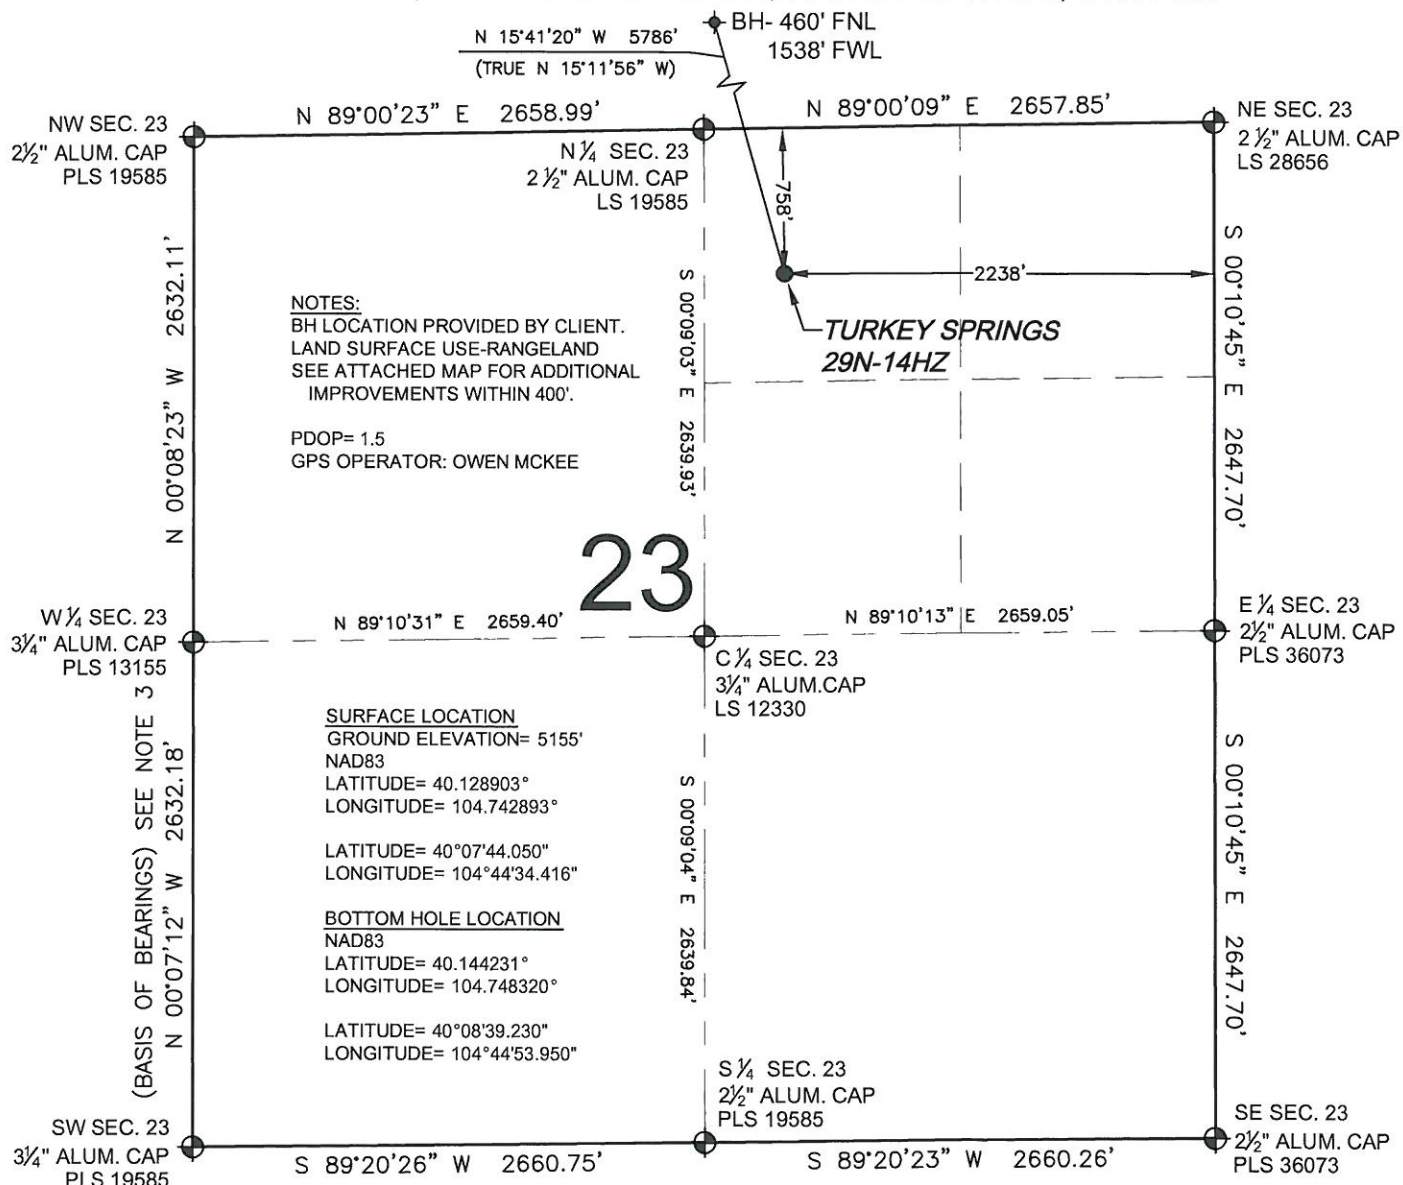 BH- 460' FNL
1538' FWL
N 15°41'20" W 5786'
(TRUE N 15°11'56" W)
N 89°00'23" E 2658.99'
N 89°00'09" E 2657.85'
NW SEC. 23
2½" ALUM. CAP
PLS 19585
N ¼ SEC. 23
2 ½" ALUM. CAP
LS 19585
NE SEC. 23
2 ½" ALUM. CAP
LS 28656
758'
2238'
TURKEY SPRINGS
29N-14HZ
N 00°08'23" W 2632.11'
S 00°09'03" E 2639.93'
S 00°10'45" E 2647.70'
NOTES:
BH LOCATION PROVIDED BY CLIENT.
LAND SURFACE USE-RANGELAND
SEE ATTACHED MAP FOR ADDITIONAL
IMPROVEMENTS WITHIN 400'.
PDOP= 1.5
GPS OPERATOR: OWEN MCKEE
23
W ¼ SEC. 23
3¼" ALUM. CAP
PLS 13155
N 89°10'31" E 2659.40'
N 89°10'13" E 2659.05'
E ¼ SEC. 23
2½" ALUM. CAP
PLS 36073
C ¼ SEC. 23
3¼" ALUM.CAP
LS 12330
(BASIS OF BEARINGS) SEE NOTE 3
N 00°07'12" W 2632.18'
SURFACE LOCATION
GROUND ELEVATION= 5155'
NAD83
LATITUDE= 40.128903°
LONGITUDE= 104.742893°
LATITUDE= 40°07'44.050"
LONGITUDE= 104°44'34.416"
BOTTOM HOLE LOCATION
NAD83
LATITUDE= 40.144231°
LONGITUDE= 104.748320°
LATITUDE= 40°08'39.230"
LONGITUDE= 104°44'53.950"
S 00°09'04" E 2639.84'
S 00°10'45" E 2647.70'
S ¼ SEC. 23
2½" ALUM. CAP
PLS 19585
SW SEC. 23
3¼" ALUM. CAP
PLS 19585
S 89°20'26" W 2660.75'
S 89°20'23" W 2660.26'
SE SEC. 23
2½" ALUM. CAP
PLS 36073